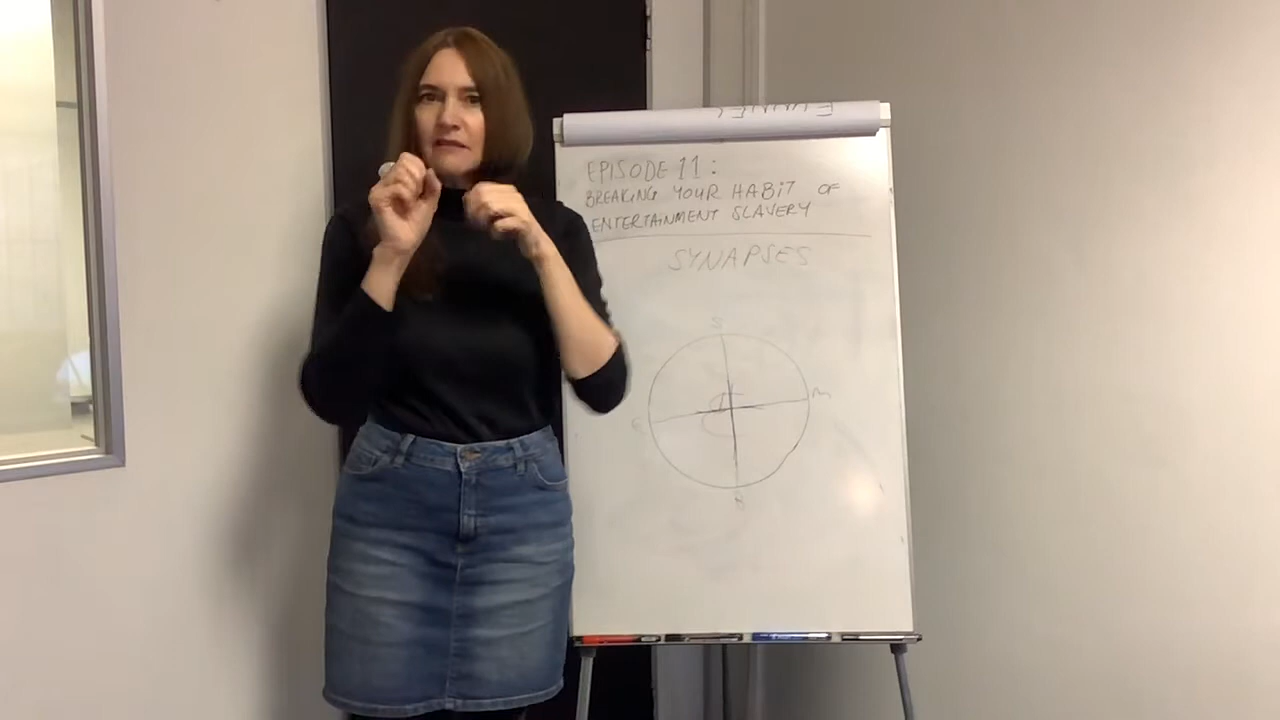 EPISODE 11:
BREAKING YOUR HABIT OF
ENTERTAINMENT SLAVERY
SYNAPSES
S
M
B